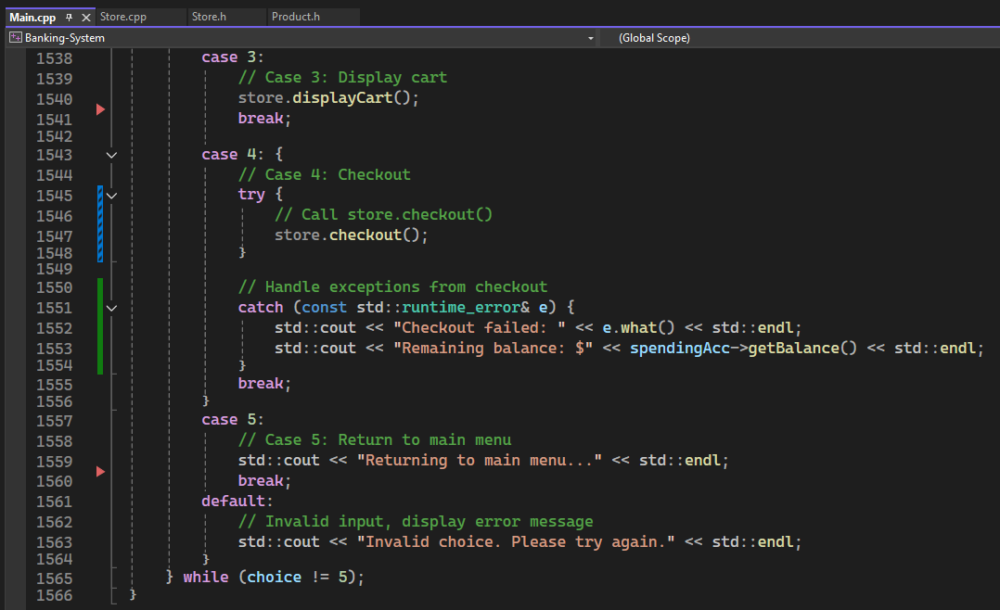 Main.cpp Store.cpp Store.h Product.h
Banking-System (Global Scope)
1538 case 3:
1539 // Case 3: Display cart
1540 store.displayCart();
1541 break;
1542
1543 case 4: {
1544 // Case 4: Checkout
1545 try {
1546 // Call store.checkout()
1547 store.checkout();
1548 }
1549
1550 // Handle exceptions from checkout
1551 catch (const std::runtime_error& e) {
1552 std::cout << "Checkout failed: " << e.what() << std::endl;
1553 std::cout << "Remaining balance: $" << spendingAcc->getBalance() << std::endl;
1554 }
1555 break;
1556 }
1557 case 5:
1558 // Case 5: Return to main menu
1559 std::cout << "Returning to main menu..." << std::endl;
1560 break;
1561 default:
1562 // Invalid input, display error message
1563 std::cout << "Invalid choice. Please try again." << std::endl;
1564 }
1565 } while (choice != 5);
1566 }